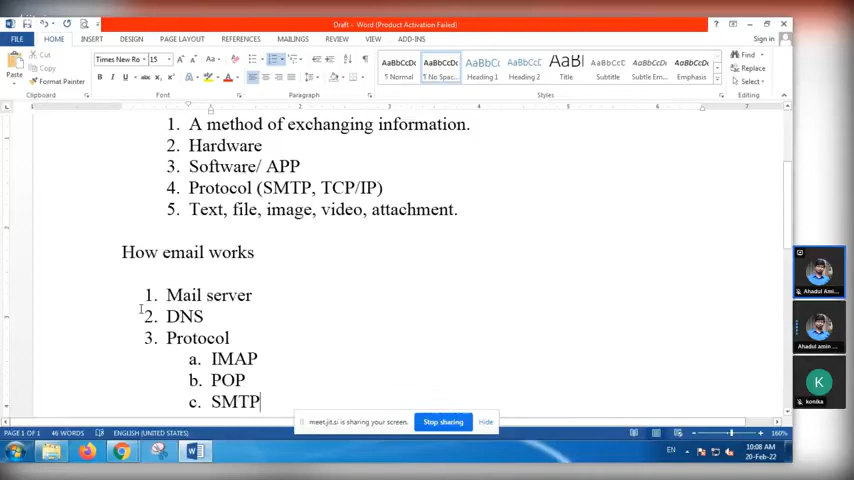 Draft - Word (Product Activation Failed)
FILE HOME INSERT DESIGN PAGE LAYOUT REFERENCES MAILINGS REVIEW VIEW ADD-INS Sign in
Cut
Copy
Format Painter
Paste
Clipboard
Times New Ro 15
Font
Paragraph
AaBbCcDc AaBbCcDc AaBbCc AaBbCc AaBl AaBbCcC AaBbCcDc
¶ Normal ¶ No Spac... Heading 1 Heading 2 Title Subtitle Subtle Em... Emphasis
Styles
Find
Replace
Select
Editing
1. A method of exchanging information.
2. Hardware
3. Software/ APP
4. Protocol (SMTP, TCP/IP)
5. Text, file, image, video, attachment.
How email works
1. Mail server
2. DNS
3. Protocol
a. IMAP
b. POP
c. SMTP
meet.jit.si is sharing your screen. Stop sharing Hide
Ahadul Ami...
Ahadul amin ...
K
konika
PAGE 1 OF 1 46 WORDS ENGLISH (UNITED STATES) 160%
EN 10:08 AM
20-Feb-22